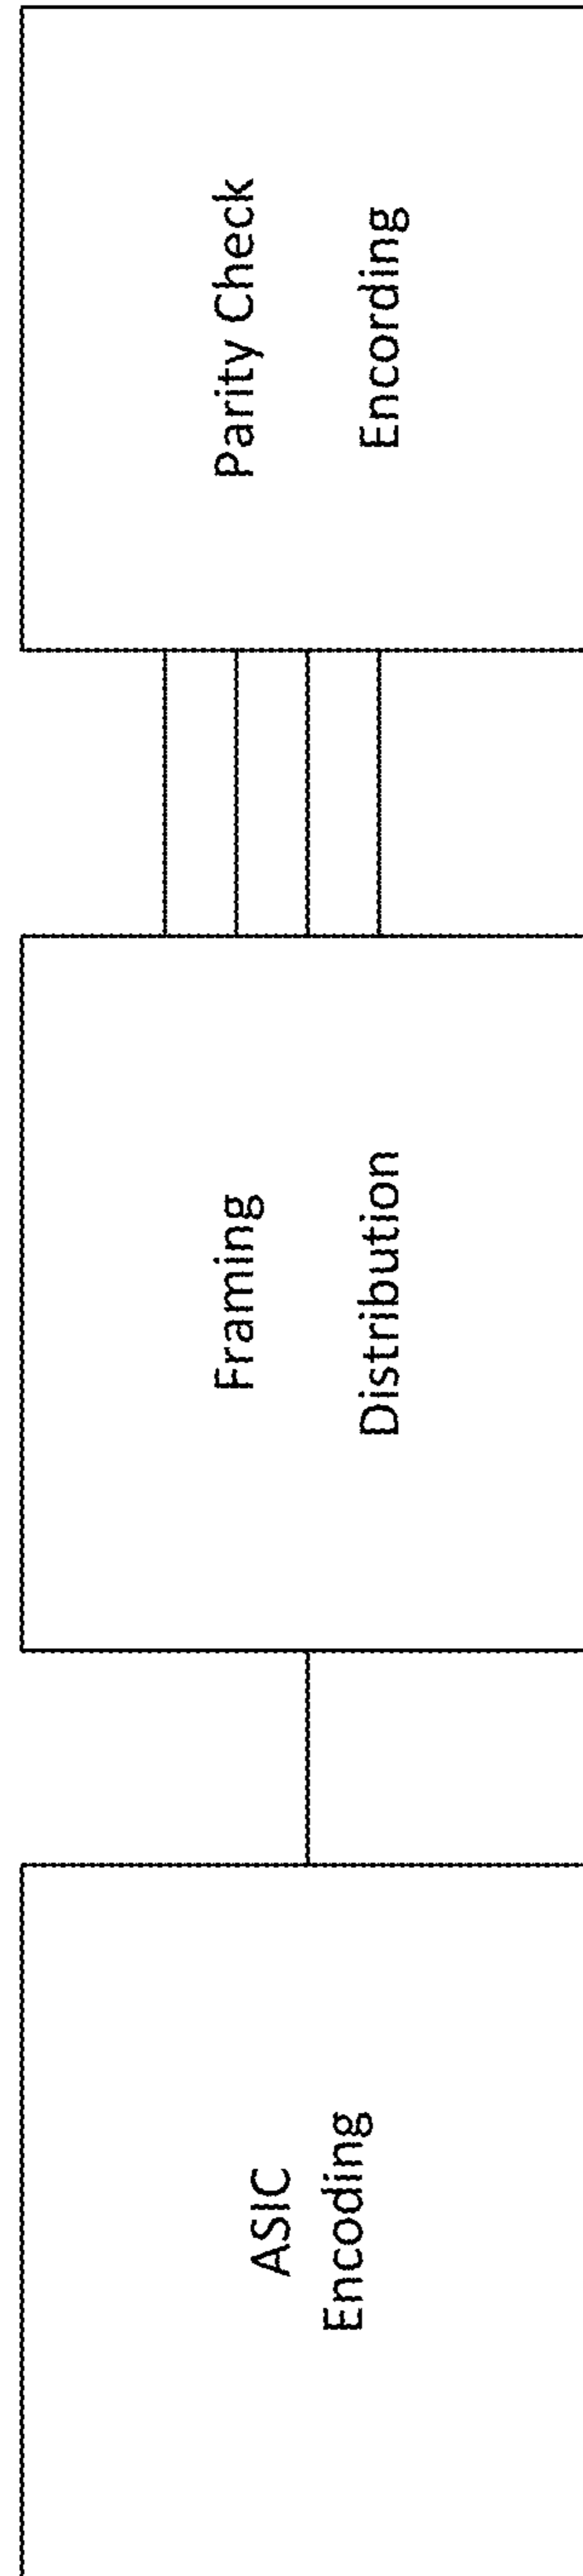 ASIC
Encoding
Framing
Distribution
Parity Check
Encording